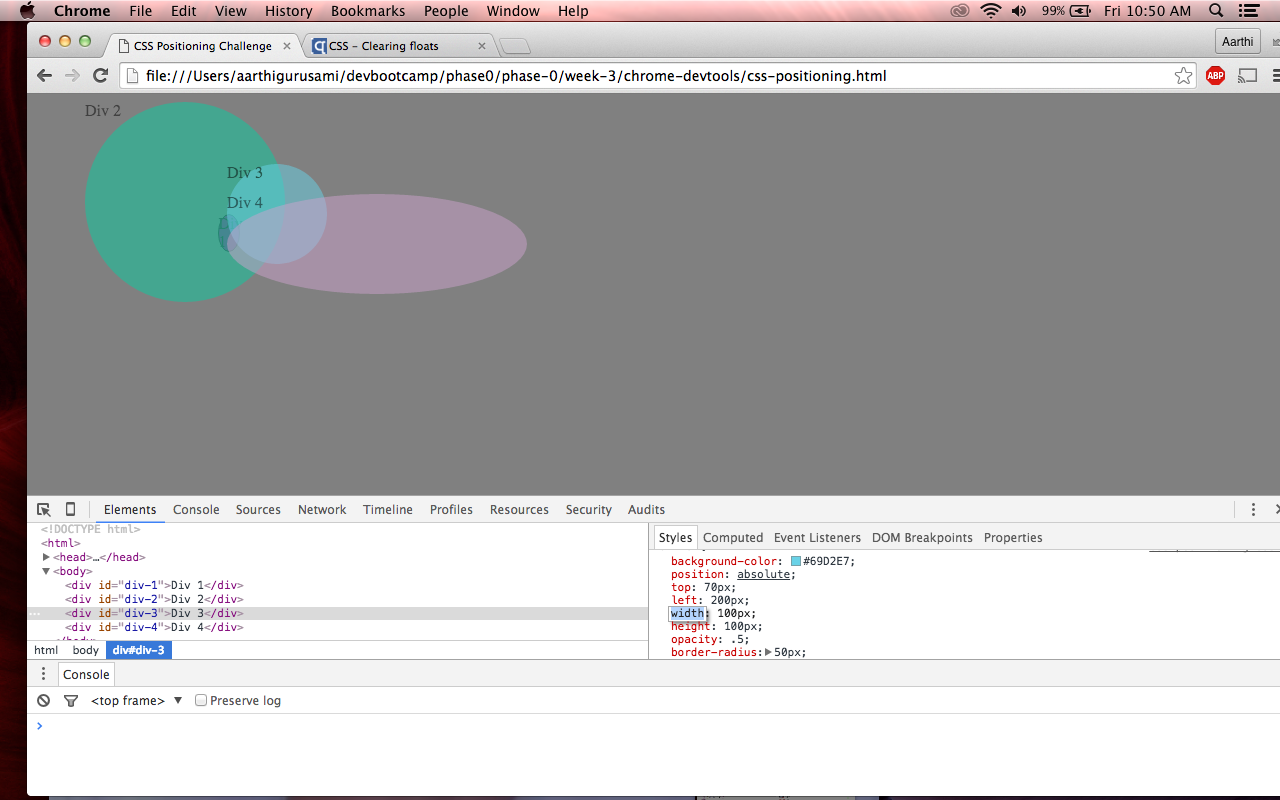 Chrome File Edit View History Bookmarks People Window Help 99% Fri 10:50 AM
CSS Positioning Challenge × CSS - Clearing floats × Aarthi
file:///Users/aarthigurusami/devbootcamp/phase0/phase-0/week-3/chrome-devtools/css-positioning.html ABP
Div 2
Div 3
Div 4
Elements Console Sources Network Timeline Profiles Resources Security Audits
<!DOCTYPE html>
<html>
▶<head>…</head>
▼<body>
<div id="div-1">Div 1</div>
<div id="div-2">Div 2</div>
<div id="div-3">Div 3</div>
<div id="div-4">Div 4</div>
html body div#div-3
Styles Computed Event Listeners DOM Breakpoints Properties
background-color: #69D2E7;
position: absolute;
top: 70px;
left: 200px;
width: 100px;
height: 100px;
opacity: .5;
border-radius:▶50px;
Console
<top frame> ▼ Preserve log
>